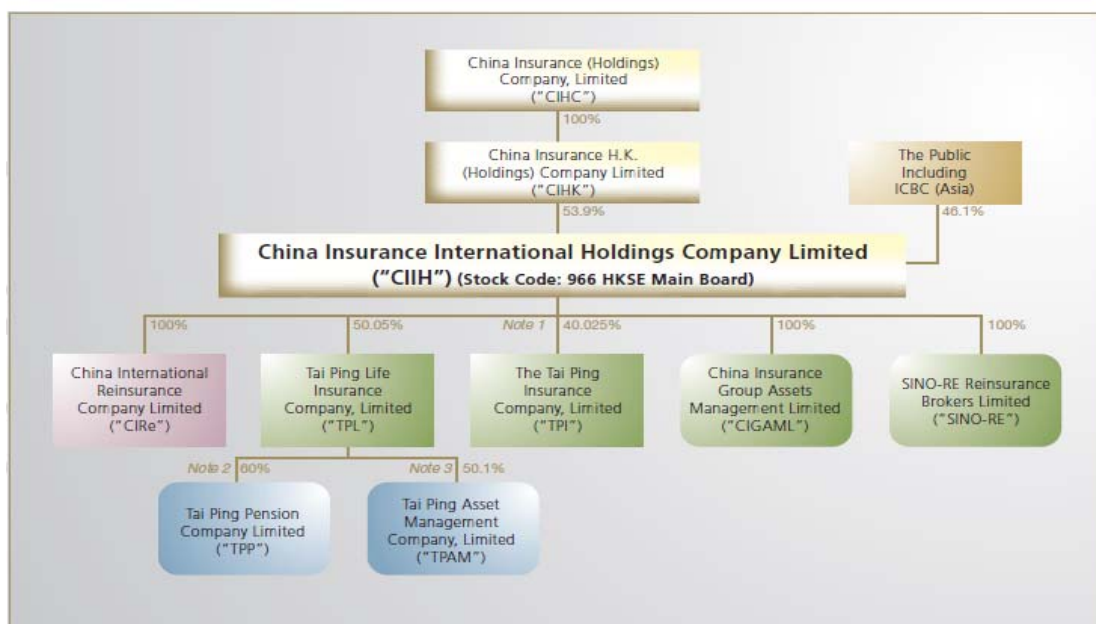 China Insurance (Holdings)
Company, Limited
("CIHC")
100%
China Insurance H.K.
(Holdings) Company Limited
("CIHK")
The Public
Including
ICBC (Asia)
53.9%
46.1%
China Insurance International Holdings Company Limited
("CIIH") (Stock Code: 966 HKSE Main Board)
100%
50.05%
Note 1 40.025%
100%
100%
China International
Reinsurance
Company Limited
("CIRe")
Tai Ping Life
Insurance
Company, Limited
("TPL")
The Tai Ping
Insurance
Company, Limited
("TPI")
China Insurance
Group Assets
Management Limited
("CIGAML")
SINO-RE Reinsurance
Brokers Limited
("SINO-RE")
Note 2 60%
Note 3 50.1%
Tai Ping Pension
Company Limited
("TPP")
Tai Ping Asset
Management
Company, Limited
("TPAM")